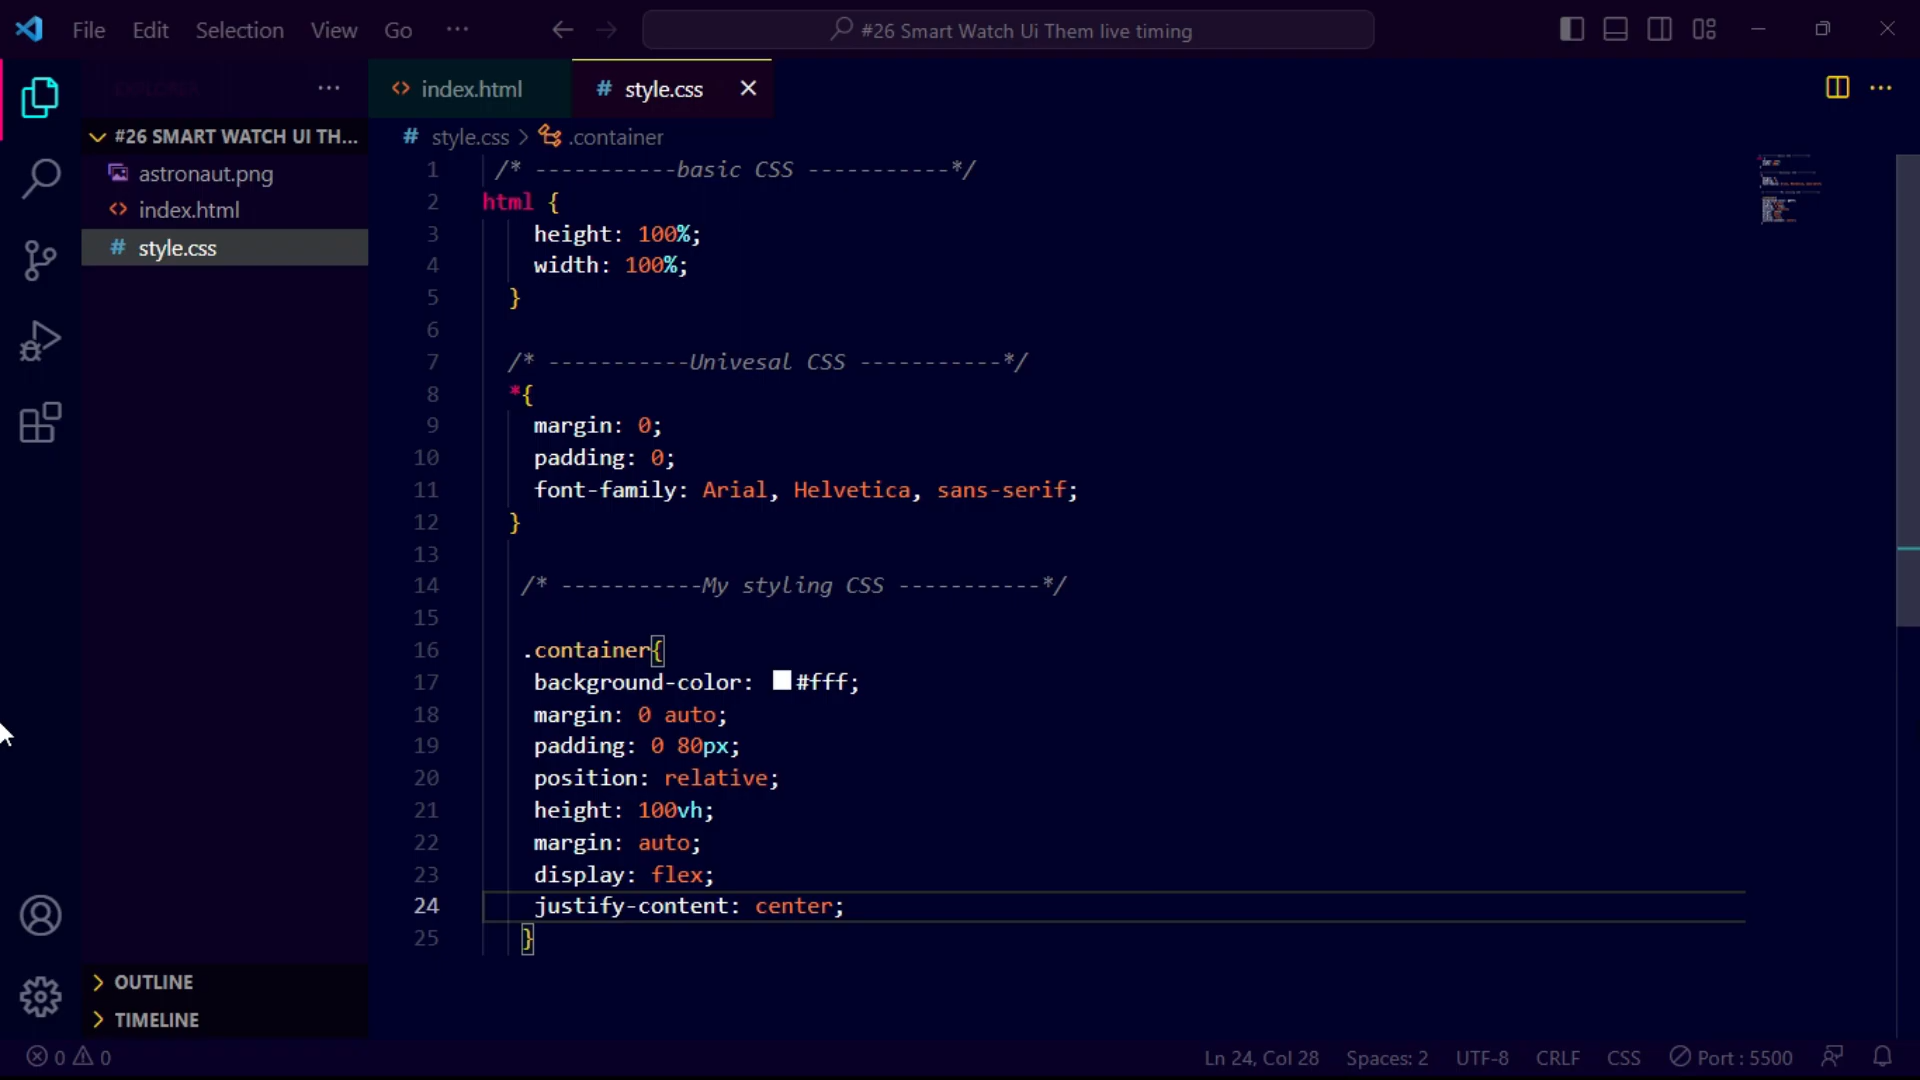 File Edit Selection View Go ···
#26 Smart Watch Ui Them live timing
EXPLORER ···
index.html
# style.css
#26 SMART WATCH UI TH...
astronaut.png
index.html
# style.css
# style.css > .container
1 /* -----------basic CSS -----------*/
2 html {
3 height: 100%;
4 width: 100%;
5 }
6
7 /* -----------Univesal CSS -----------*/
8 *{
9 margin: 0;
10 padding: 0;
11 font-family: Arial, Helvetica, sans-serif;
12 }
13
14 /* -----------My styling CSS -----------*/
15
16 .container{
17 background-color: #fff;
18 margin: 0 auto;
19 padding: 0 80px;
20 position: relative;
21 height: 100vh;
22 margin: auto;
23 display: flex;
24 justify-content: center;
25 }
OUTLINE
TIMELINE
0 0
Ln 24, Col 28 Spaces: 2 UTF-8 CRLF CSS Port : 5500